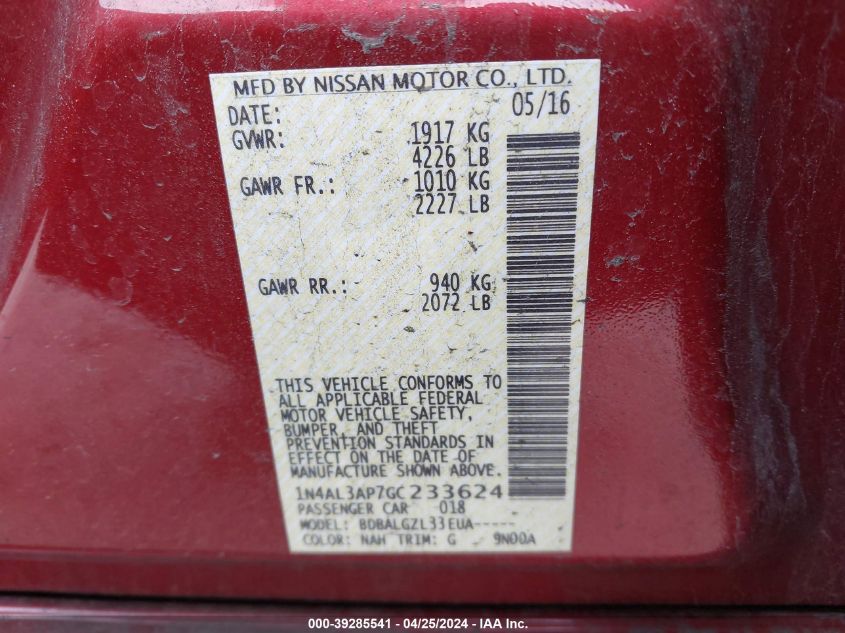 MFD BY NISSAN MOTOR CO., LTD.
DATE: 05/16
GVWR: 1917 KG
4226 LB
GAWR FR.: 1010 KG
2227 LB
GAWR RR.: 940 KG
2072 LB
THIS VEHICLE CONFORMS TO
ALL APPLICABLE FEDERAL
MOTOR VEHICLE SAFETY,
BUMPER, AND THEFT
PREVENTION STANDARDS IN
EFFECT ON THE DATE OF
MANUFACTURE SHOWN ABOVE.
1N4AL3AP7GC233624
PASSENGER CAR 018
MODEL: BDBALGZL33EUA-----
COLOR: NAH TRIM: G 9N00A
000-39285541 - 04/25/2024 - IAA Inc.